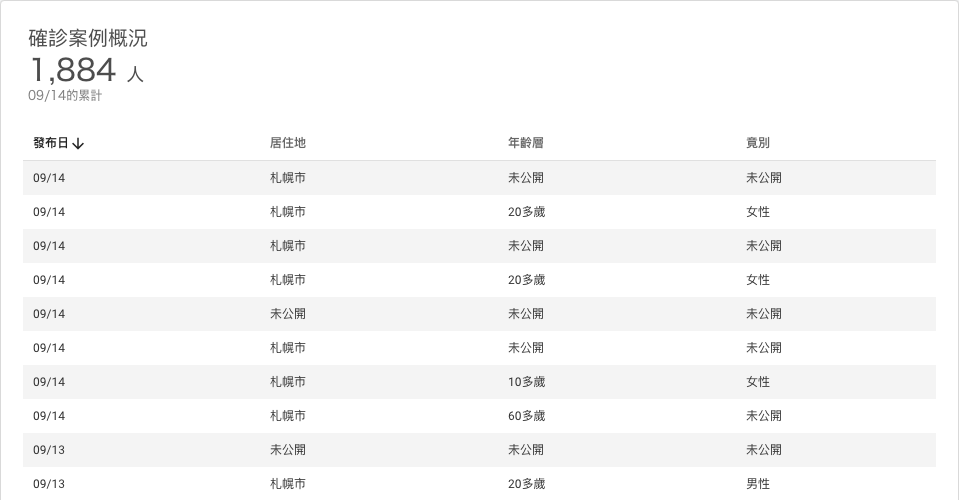 確診案例概況
1,884 人
09/14的累計
發布日↓ 居住地 年齡層 竟別
09/14 札幌市 未公開 未公開
09/14 札幌市 20多歲 女性
09/14 札幌市 未公開 未公開
09/14 札幌市 20多歲 女性
09/14 未公開 未公開 未公開
09/14 札幌市 未公開 未公開
09/14 札幌市 10多歲 女性
09/14 札幌市 60多歲 未公開
09/13 未公開 未公開 未公開
09/13 札幌市 20多歲 男性